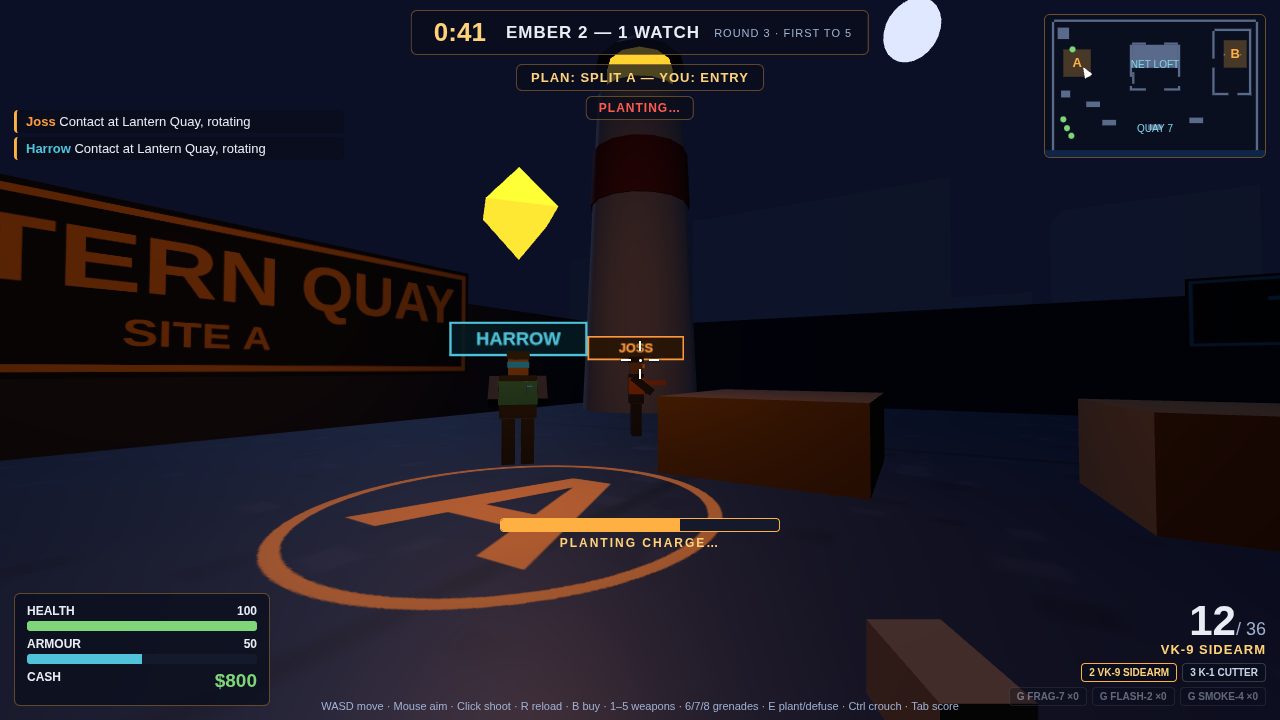 0:41 EMBER 2 — 1 WATCH ROUND 3 · FIRST TO 5
PLAN: SPLIT A — YOU: ENTRY
PLANTING…
Joss Contact at Lantern Quay, rotating
Harrow Contact at Lantern Quay, rotating
A
NET LOFT
B
QUAY 7
TERN QUAY
SITE A
HARROW
JOSS
A
PLANTING CHARGE…
HEALTH 100
ARMOUR 50
CASH $800
12 / 36
VK-9 SIDEARM
2 VK-9 SIDEARM 3 K-1 CUTTER
G FRAG-7 ×0 G FLASH-2 ×0 G SMOKE-4 ×0
WASD move · Mouse aim · Click shoot · R reload · B buy · 1–5 weapons · 6/7/8 grenades · E plant/defuse · Ctrl crouch · Tab score